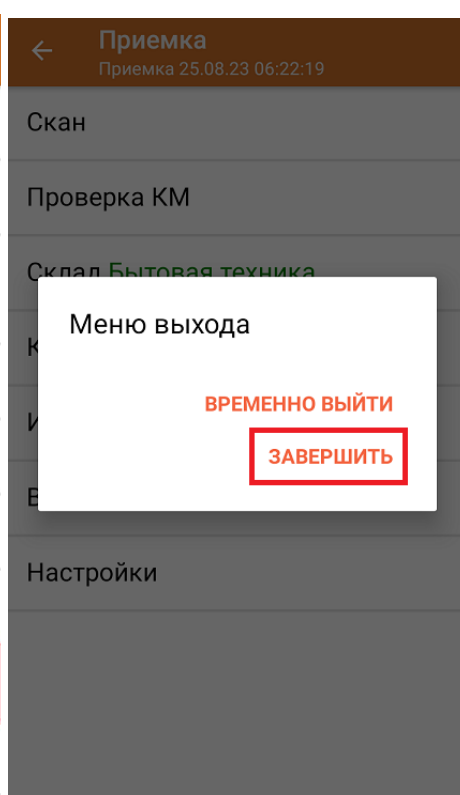 Приемка
Приемка 25.08.23 06:22:19
Скан
Проверка КМ
Склад Бытовая техника
Меню выхода
ВРЕМЕННО ВЫЙТИ
ЗАВЕРШИТЬ
Настройки